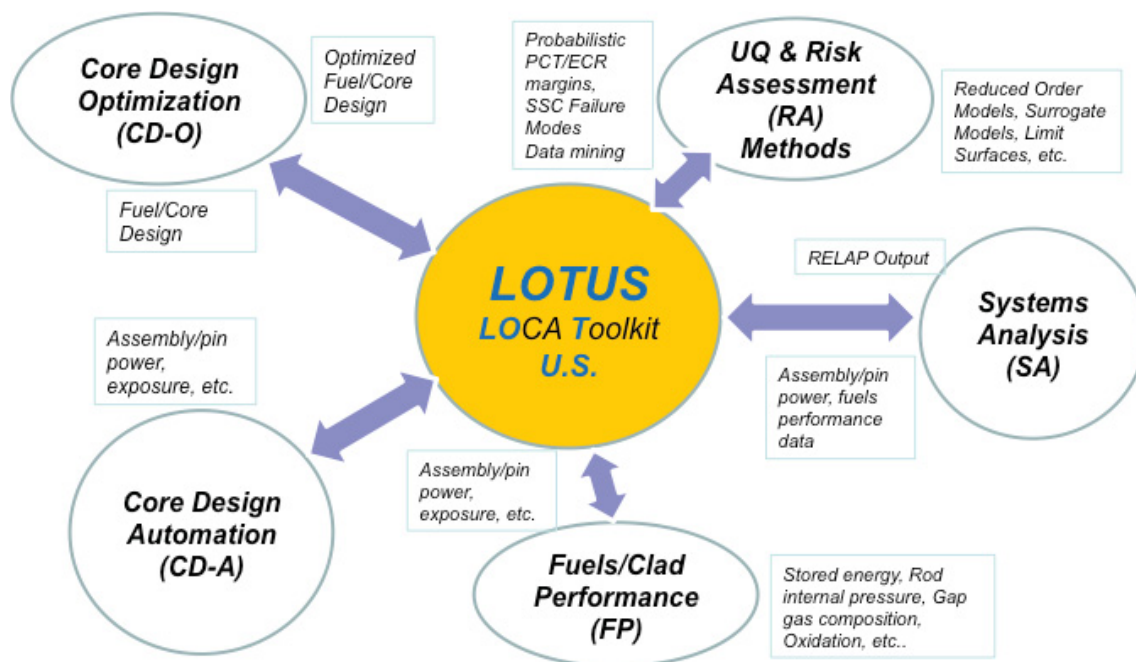 Core Design
Optimization
(CD-O)
Optimized
Fuel/Core
Design
Probabilistic
PCT/ECR
margins,
SSC Failure
Modes
Data mining
UQ & Risk
Assessment
(RA)
Methods
Reduced Order
Models, Surrogate
Models, Limit
Surfaces, etc.
Fuel/Core
Design
RELAP Output
LOTUS
LOCA Toolkit
U.S.
Systems
Analysis
(SA)
Assembly/pin
power,
exposure, etc.
Assembly/pin
power, fuels
performance
data
Core Design
Automation
(CD-A)
Assembly/pin
power,
exposure, etc.
Fuels/Clad
Performance
(FP)
Stored energy, Rod
internal pressure, Gap
gas composition,
Oxidation, etc..